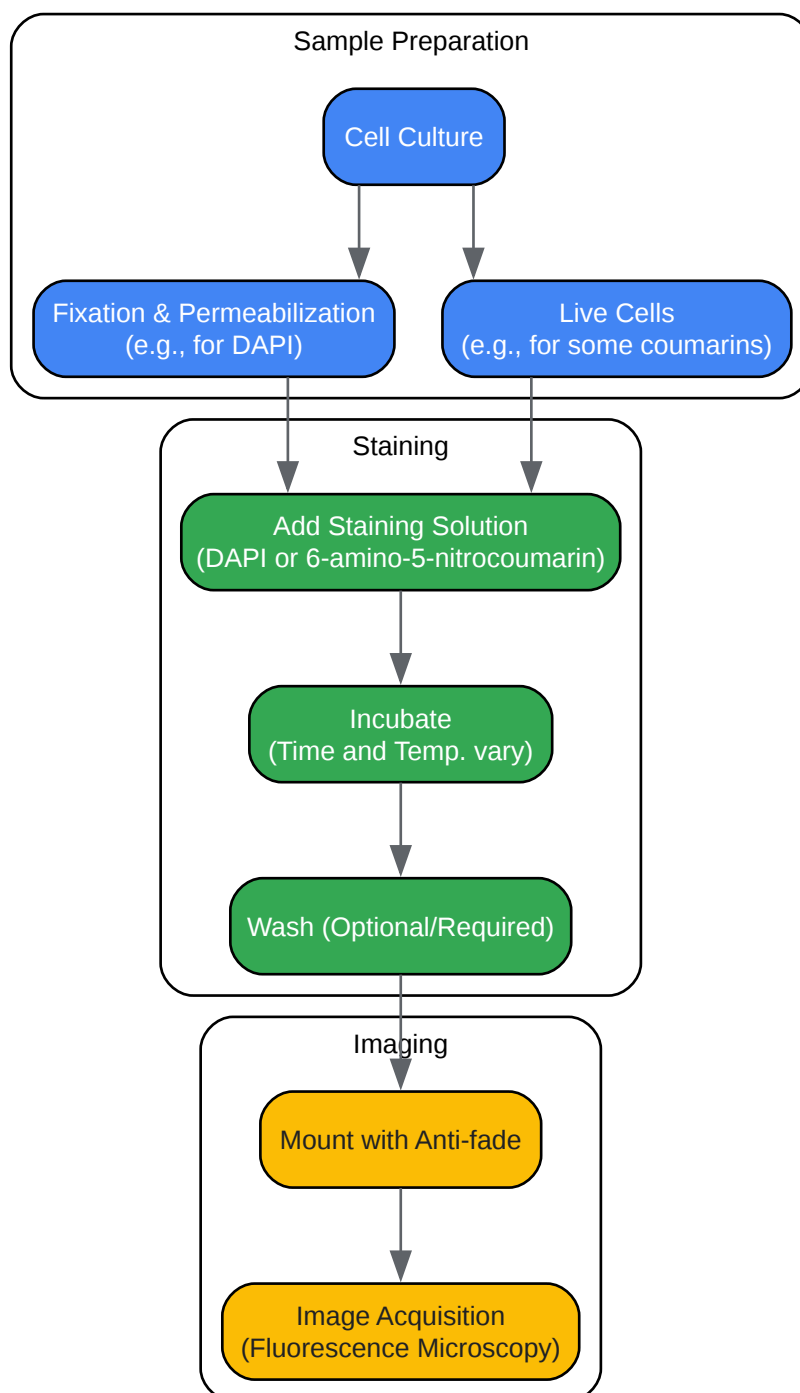 Sample Preparation
Cell Culture
Fixation & Permeabilization
(e.g., for DAPI)
Live Cells
(e.g., for some coumarins)
Staining
Add Staining Solution
(DAPI or 6-amino-5-nitrocoumarin)
Incubate
(Time and Temp. vary)
Wash (Optional/Required)
Imaging
Mount with Anti-fade
Image Acquisition
(Fluorescence Microscopy)